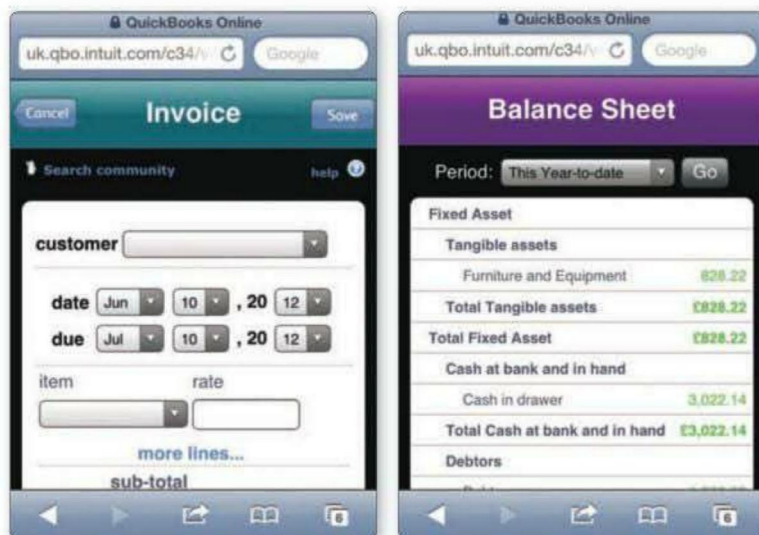 QuickBooks Online
uk.qbo.intuit.com/c34/
Google
Cancel
Invoice
Save
Search community
help
customer
date Jun 10 , 20 12
due Jul 10 , 20 12
item rate
more lines...
sub-total
6
QuickBooks Online
uk.qbo.intuit.com/c34/
Google
Balance Sheet
Period: This Year-to-date Go
Fixed Asset
Tangible assets
Furniture and Equipment 828.22
Total Tangible assets £828.22
Total Fixed Asset £828.22
Cash at bank and in hand
Cash in drawer 3,022.14
Total Cash at bank and in hand £3,022.14
Debtors
6